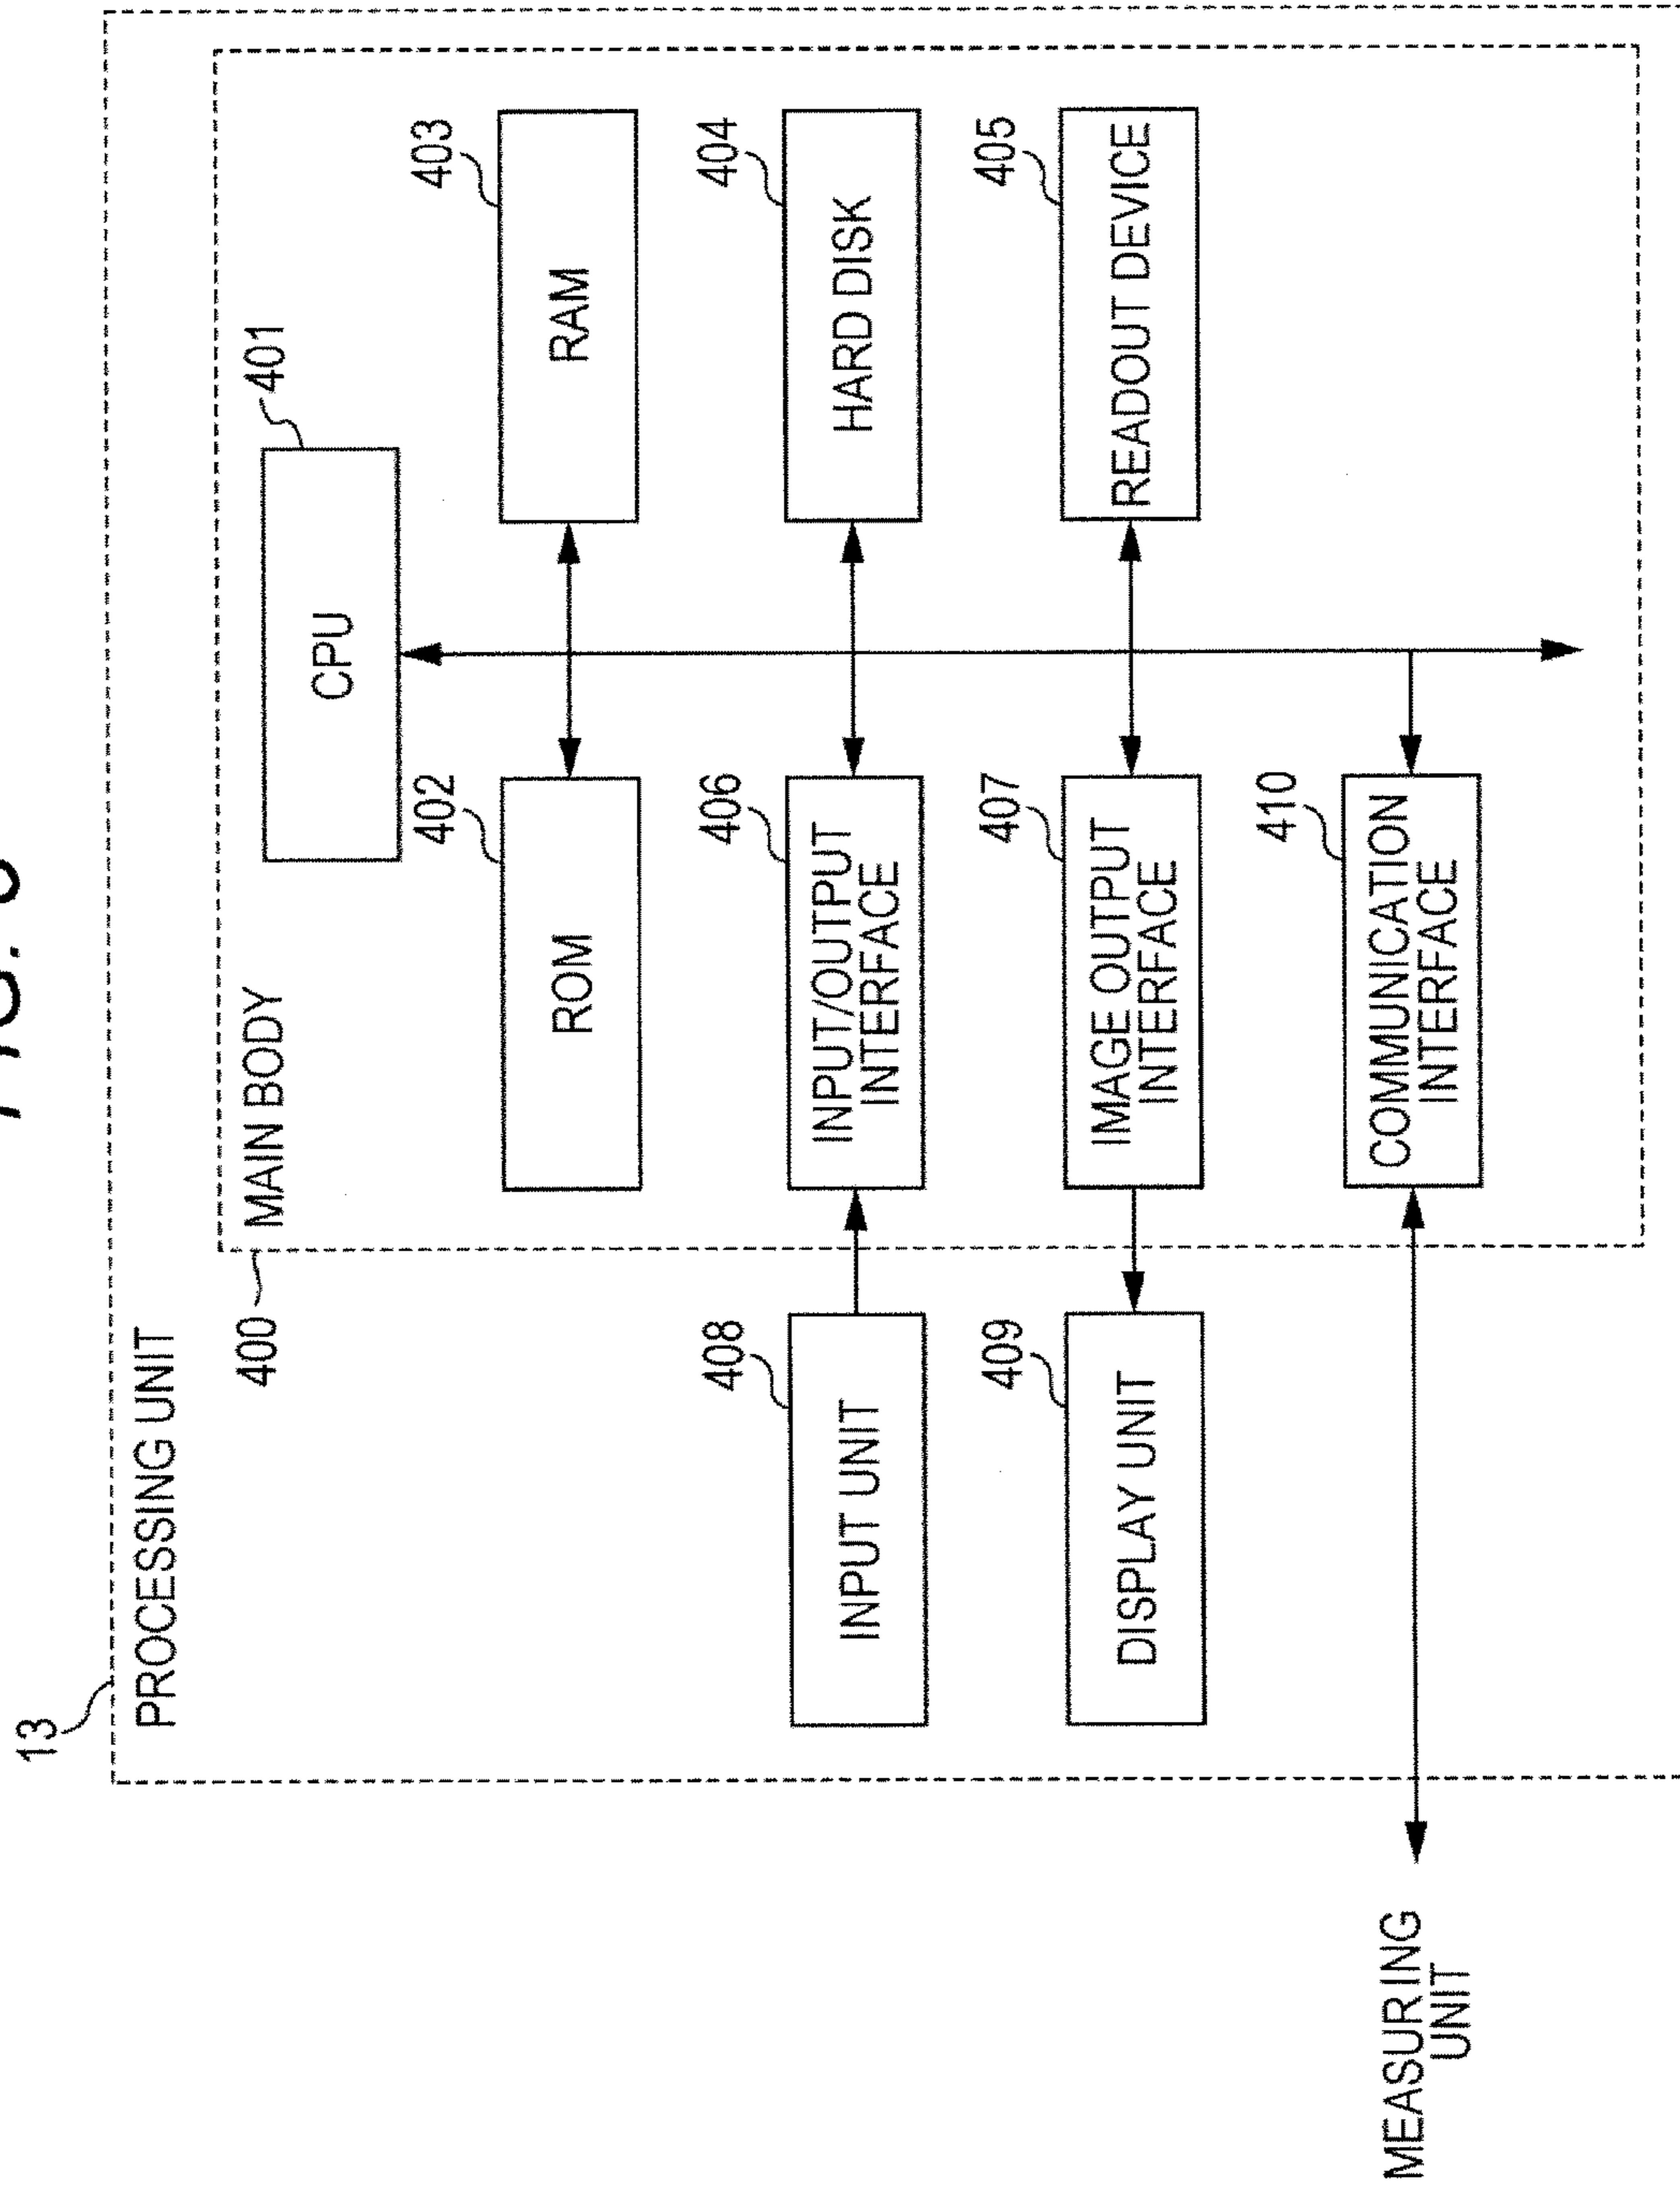 13
PROCESSING UNIT
400
MAIN BODY
CPU
401
402
ROM
403
RAM
408
INPUT UNIT
406
INPUT/OUTPUT
INTERFACE
404
HARD DISK
409
DISPLAY UNIT
407
IMAGE OUTPUT
INTERFACE
405
READOUT DEVICE
410
COMMUNICATION
INTERFACE
MEASURING
UNIT